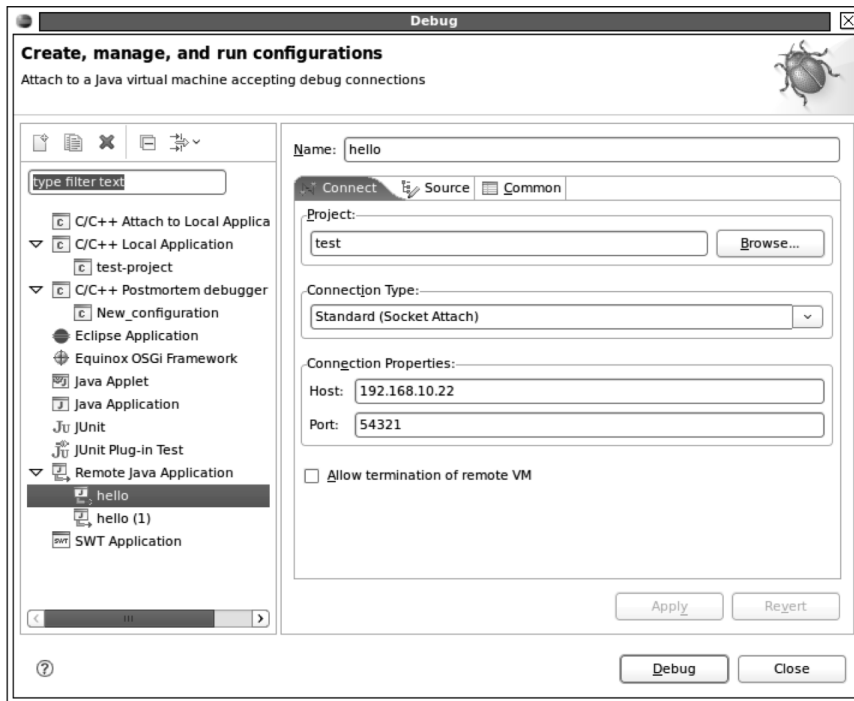 Debug
Create, manage, and run configurations
Attach to a Java virtual machine accepting debug connections
type filter text
C/C++ Attach to Local Applica
C/C++ Local Application
test-project
C/C++ Postmortem debugger
New_configuration
Eclipse Application
Equinox OSGi Framework
Java Applet
Java Application
JUnit
JUnit Plug-in Test
Remote Java Application
hello
hello (1)
SWT Application
Name: hello
Connect Source Common
Project:
test Browse...
Connection Type:
Standard (Socket Attach)
Connection Properties:
Host: 192.168.10.22
Port: 54321
Allow termination of remote VM
Apply Revert
Debug Close